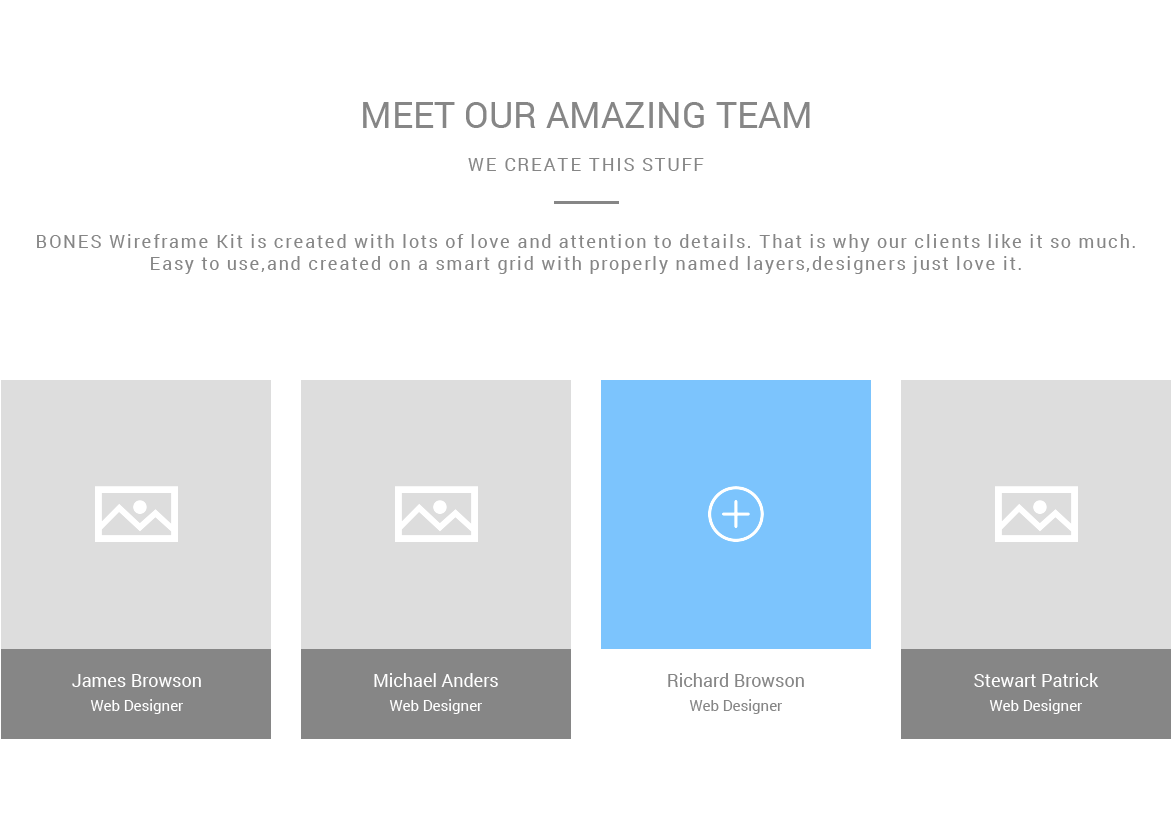 MEET OUR AMAZING TEAM
WE CREATE THIS STUFF
BONES Wireframe Kit is created with lots of love and attention to details. That is why our clients like it so much.
Easy to use,and created on a smart grid with properly named layers,designers just love it.
James Browson
Web Designer
Michael Anders
Web Designer
Richard Browson
Web Designer
Stewart Patrick
Web Designer